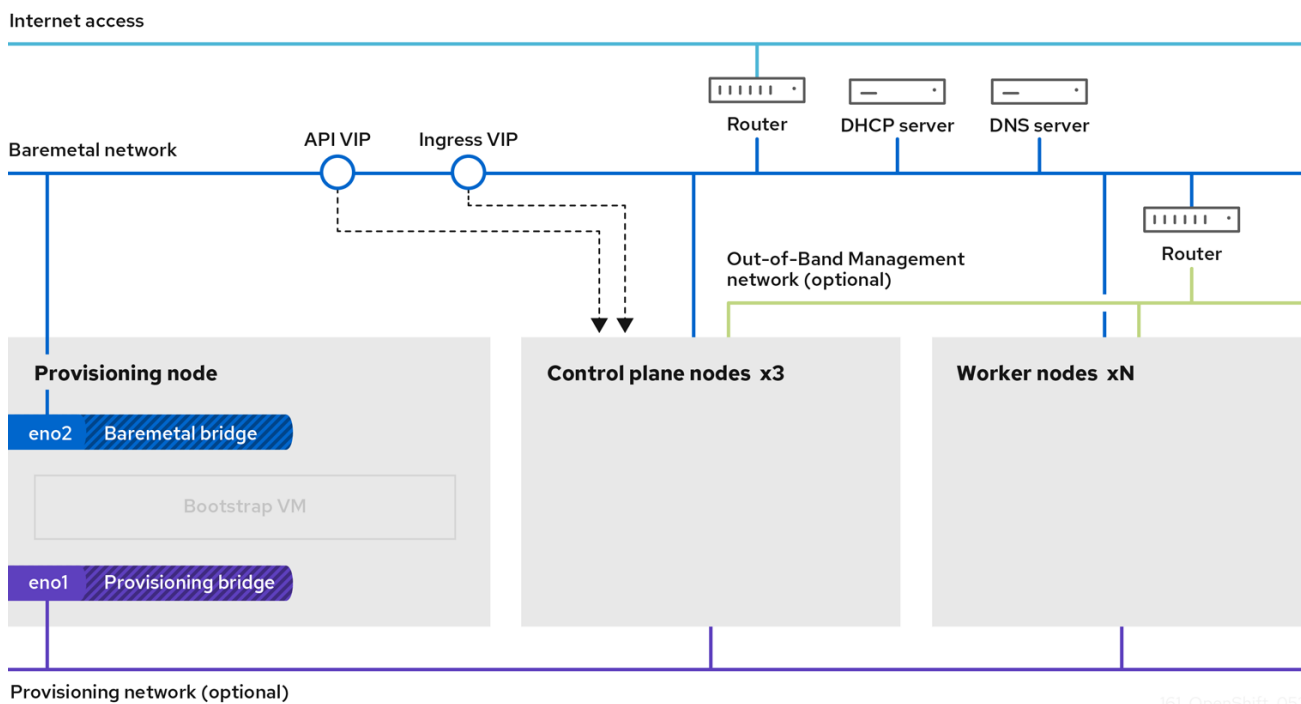 Internet access
Router
DHCP server
DNS server
API VIP
Ingress VIP
Baremetal network
Router
Out-of-Band Management
network (optional)
Provisioning node
Control plane nodes x3
Worker nodes xN
eno2
Baremetal bridge
Bootstrap VM
eno1
Provisioning bridge
Provisioning network (optional)